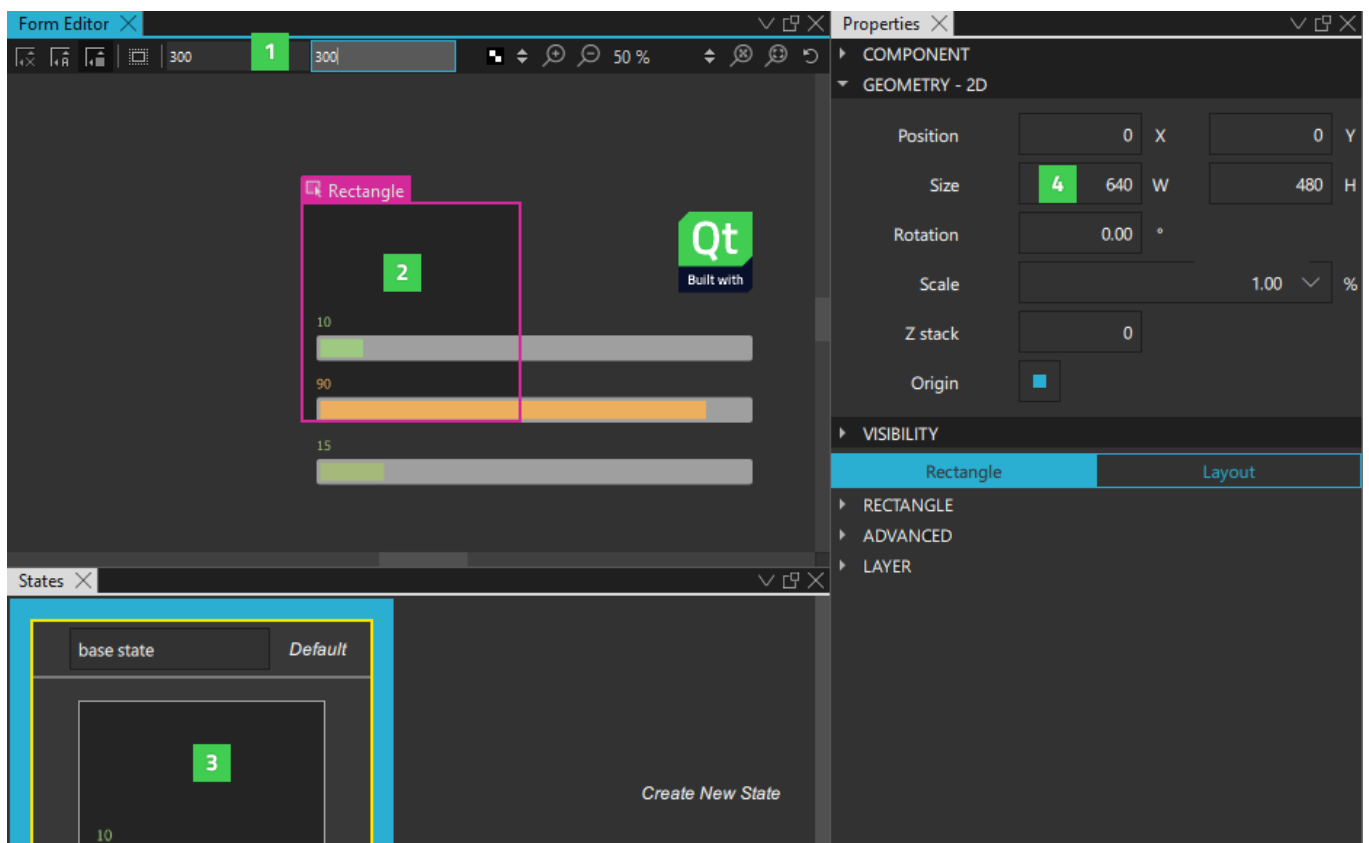 Form Editor
1
300
300
50 %
Rectangle
2
Qt
Built with
10
90
15
States
base state
Default
3
10
Create New State
Properties
COMPONENT
GEOMETRY - 2D
Position 0 X 0 Y
Size 4 640 W 480 H
Rotation 0.00 °
Scale 1.00 %
Z stack 0
Origin
VISIBILITY
Rectangle Layout
RECTANGLE
ADVANCED
LAYER